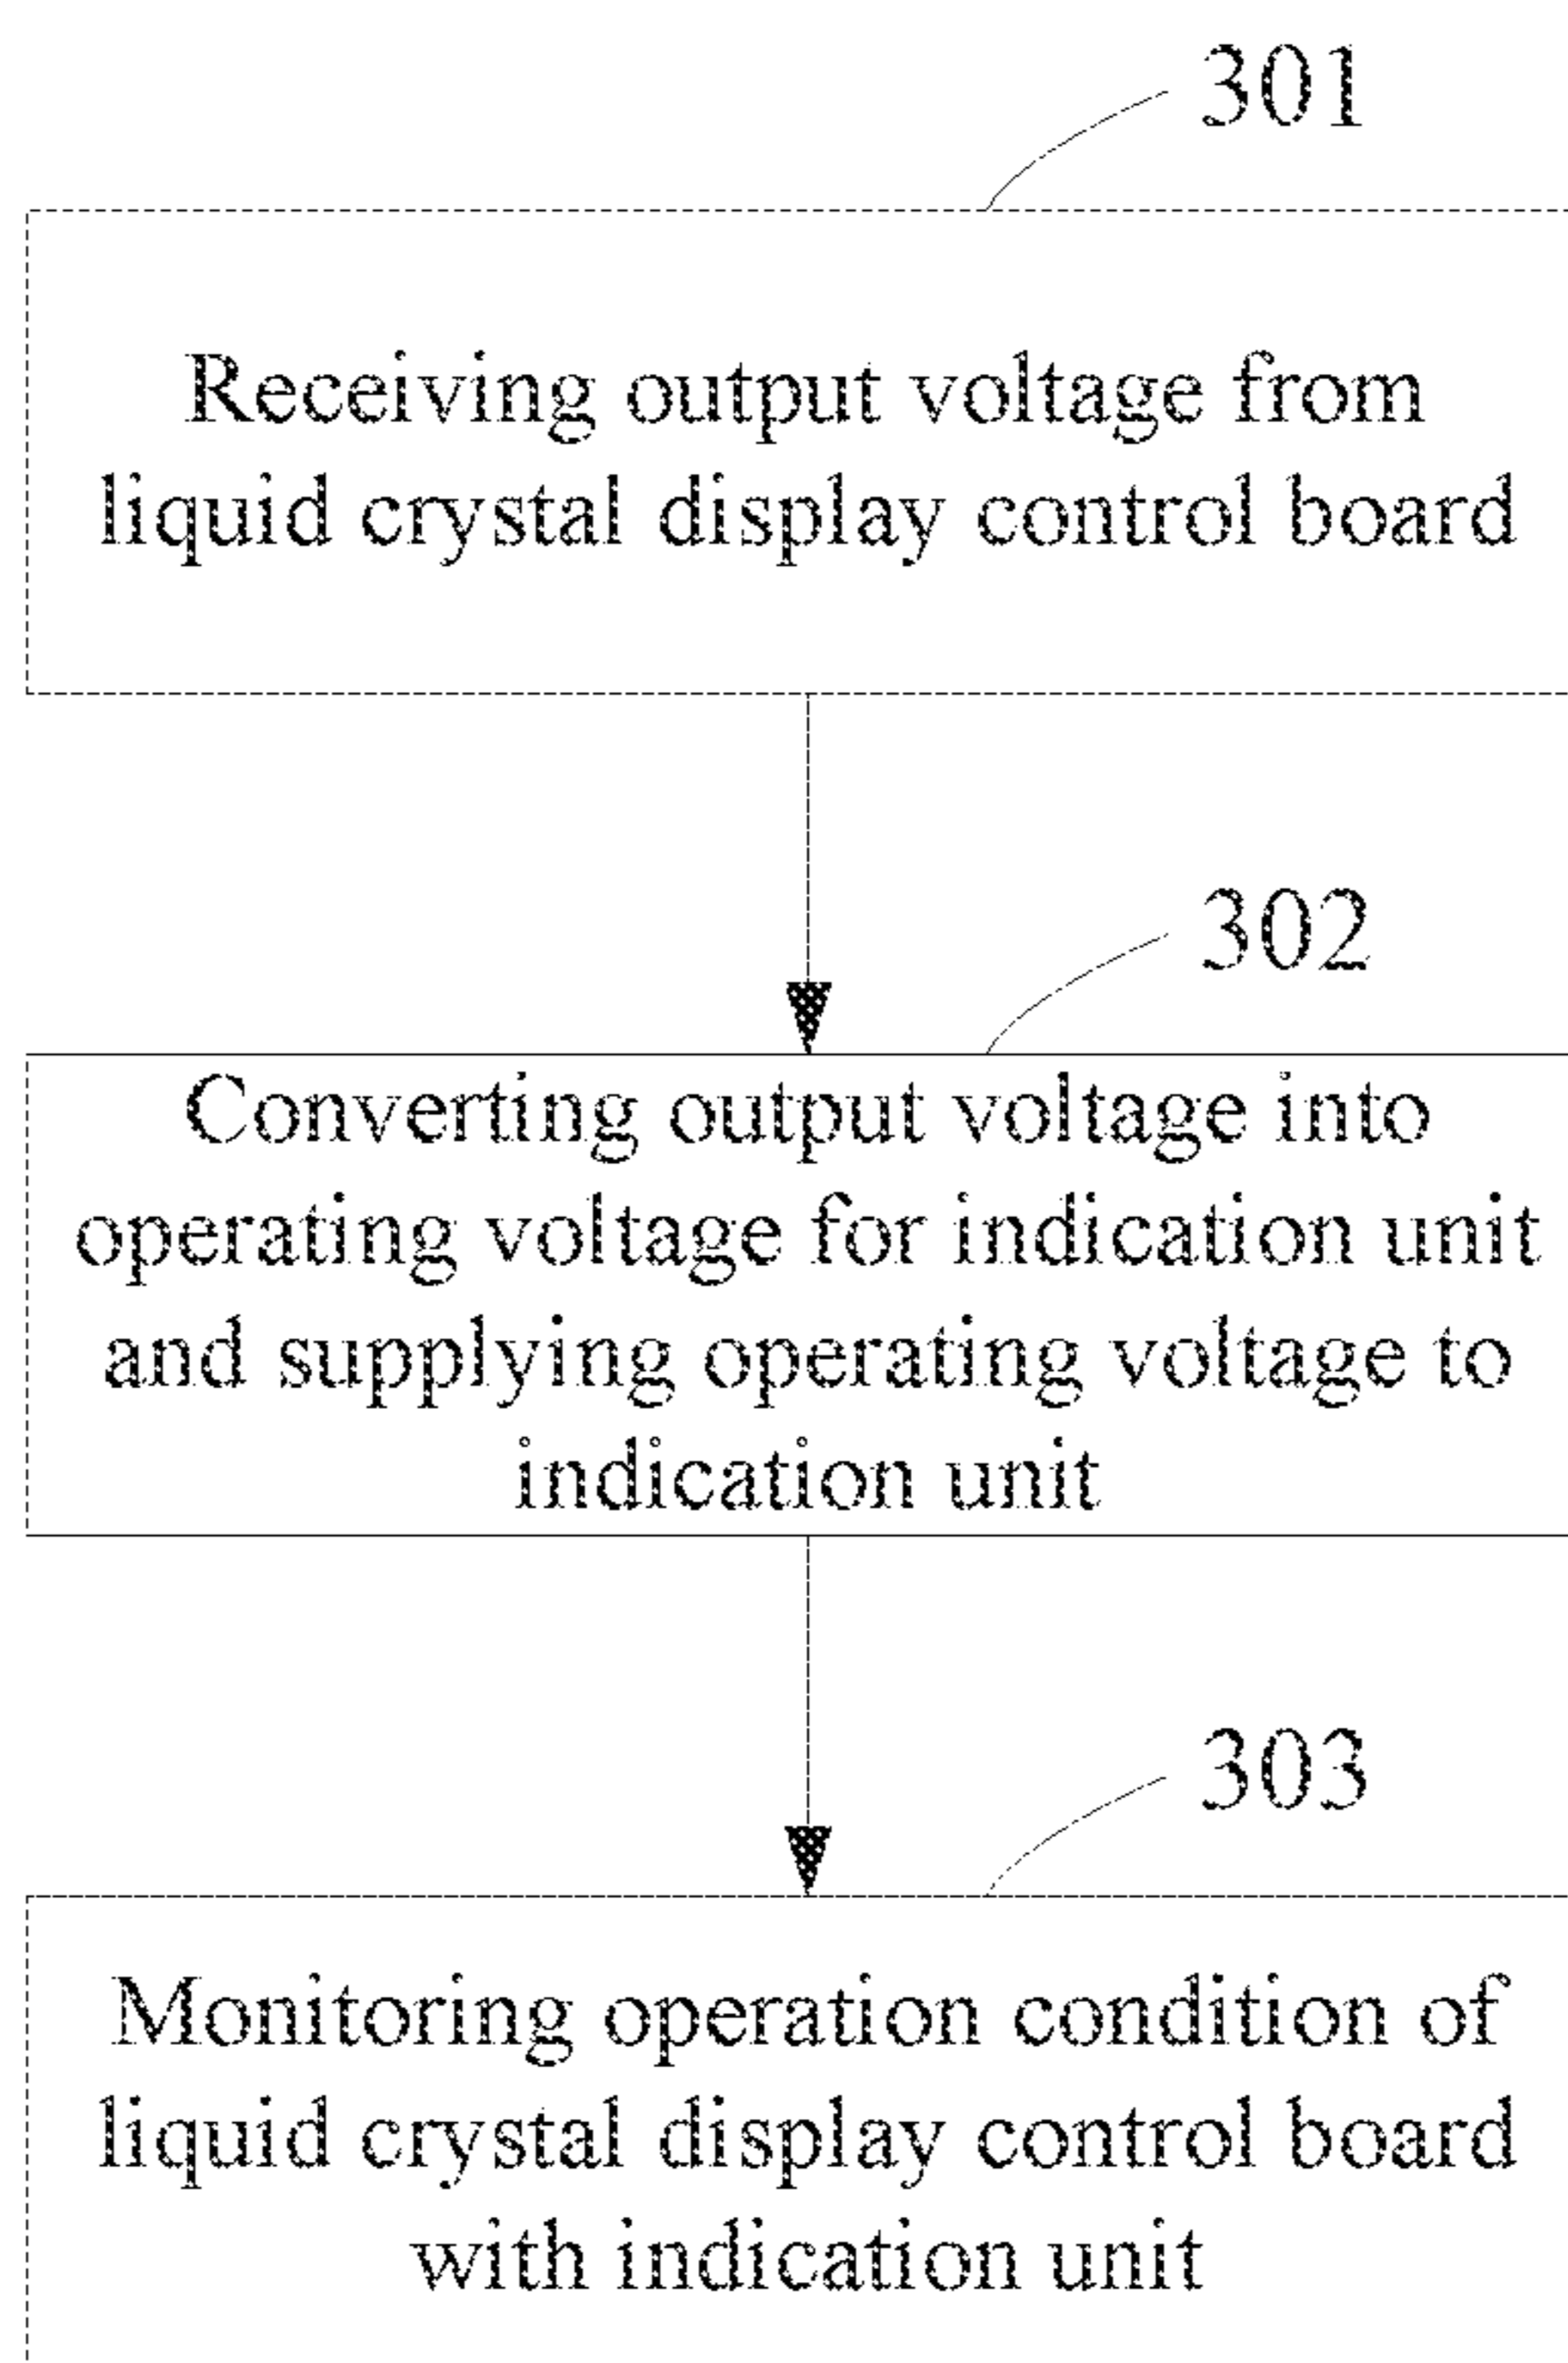 301
Receiving output voltage from
liquid crystal display control board
302
Converting output voltage into
operating voltage for indication unit
and supplying operating voltage to
indication unit
303
Monitoring operation condition of
liquid crystal display control board
with indication unit